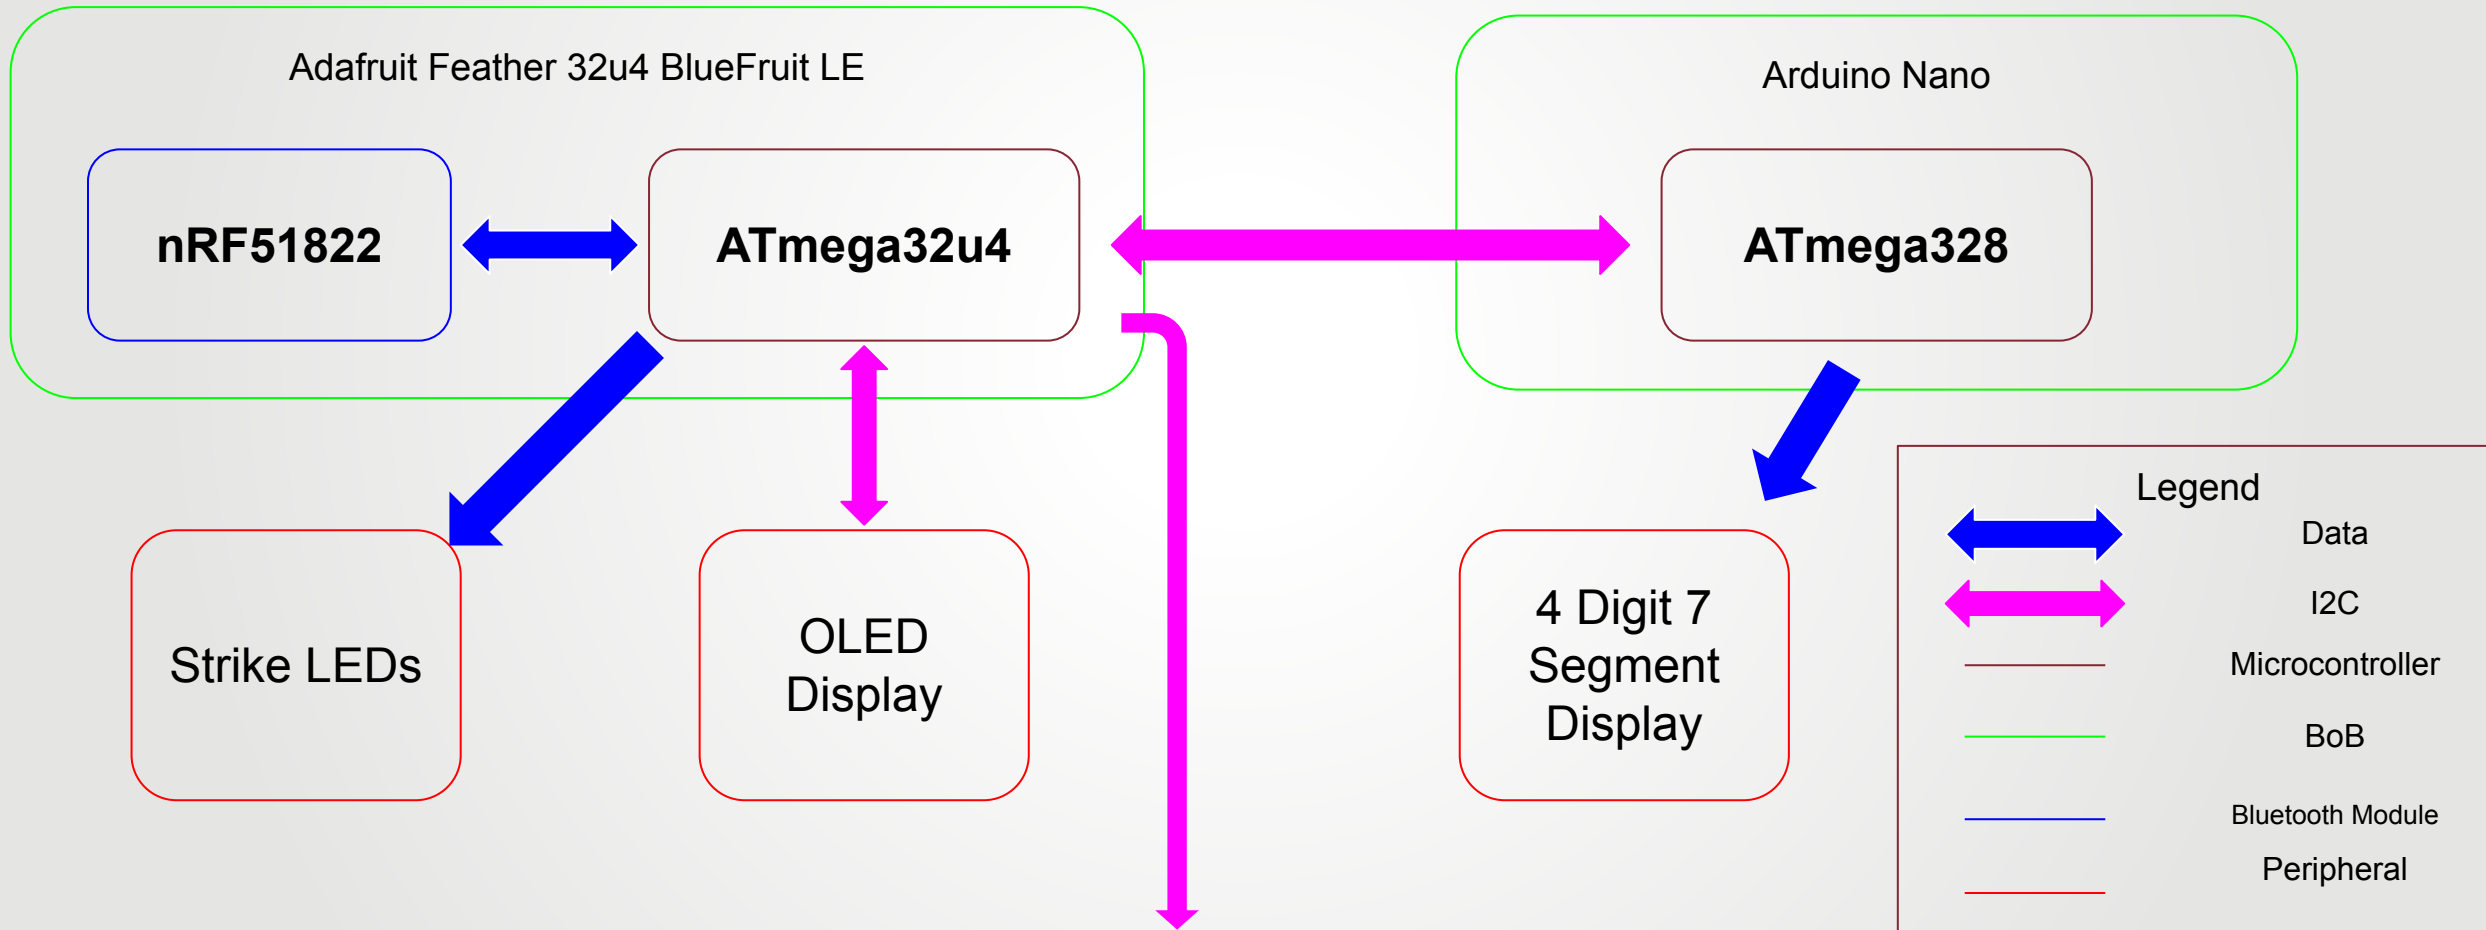 Adafruit Feather 32u4 BlueFruit LE
Arduino Nano
nRF51822
ATmega32u4
ATmega328
Strike LEDs
OLED
Display
4 Digit 7
Segment
Display
Legend
Data
I2C
Microcontroller
BoB
Bluetooth Module
Peripheral